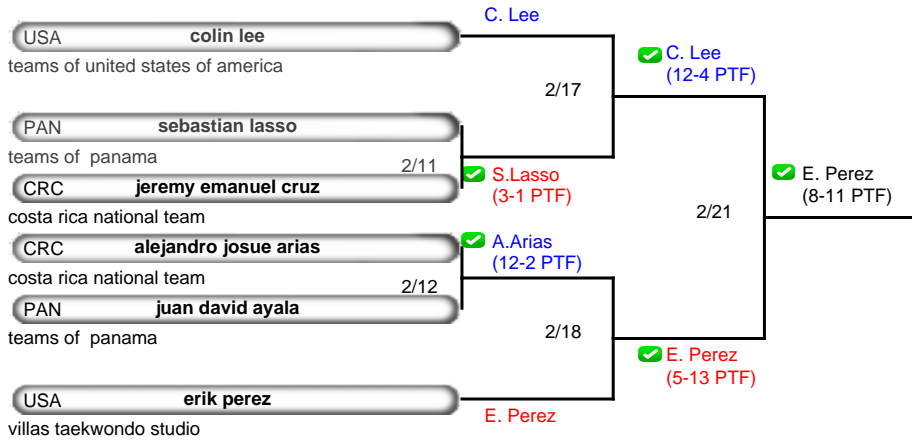 C. Lee
USA colin lee
teams of united states of america
C. Lee
(12-4 PTF)
2/17
PAN sebastian lasso
teams of  panama
2/11
S.Lasso
(3-1 PTF)
CRC jeremy emanuel cruz
costa rica national team
E. Perez
(8-11 PTF)
2/21
CRC alejandro josue arias
costa rica national team
A.Arias
(12-2 PTF)
2/12
PAN juan david ayala
teams of  panama
2/18
E. Perez
(5-13 PTF)
USA erik perez
villas taekwondo studio
E. Perez